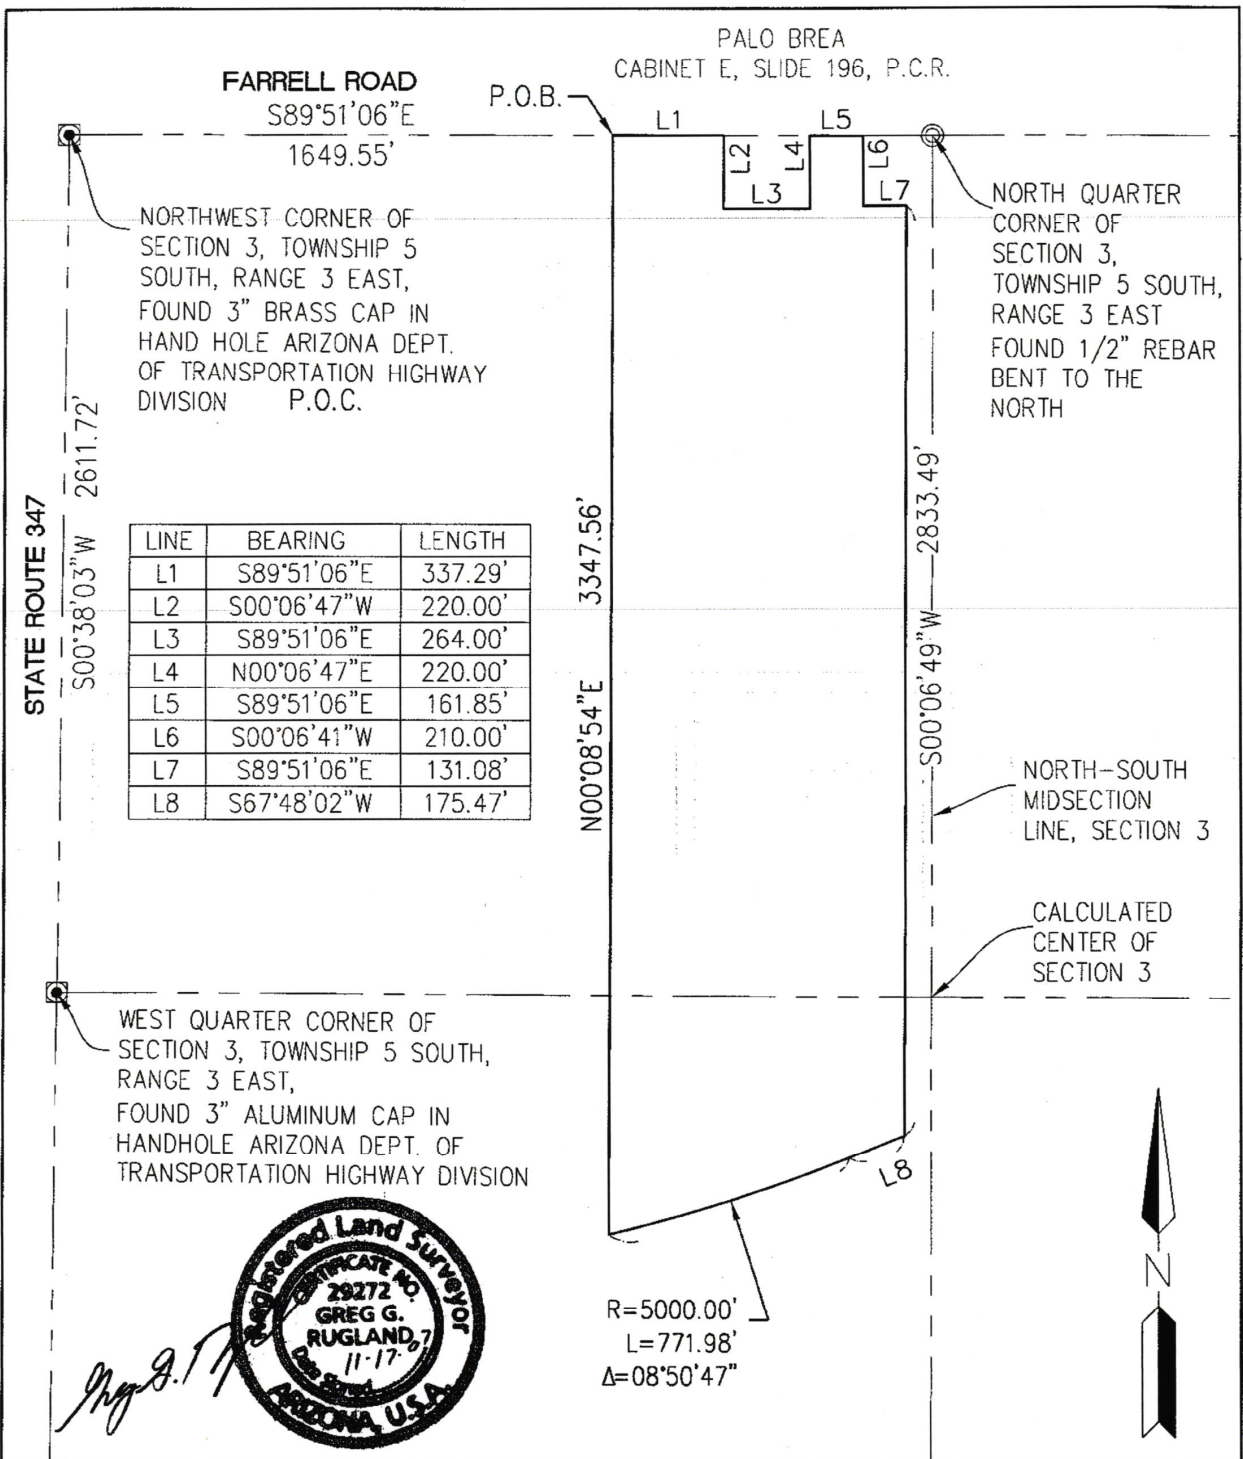 PALO BREA
CABINET E, SLIDE 196, P.C.R.
FARRELL ROAD
S89°51'06"E
1649.55'
P.O.B.
L1
L5
L2
L4
L6
L3
L7
NORTHWEST CORNER OF
SECTION 3, TOWNSHIP 5
SOUTH, RANGE 3 EAST,
FOUND 3" BRASS CAP IN
HAND HOLE ARIZONA DEPT.
OF TRANSPORTATION HIGHWAY
DIVISION P.O.C.
NORTH QUARTER
CORNER OF
SECTION 3,
TOWNSHIP 5 SOUTH,
RANGE 3 EAST
FOUND 1/2" REBAR
BENT TO THE
NORTH
STATE ROUTE 347
S00°38'03"W 2611.72'
LINE BEARING LENGTH
L1 S89°51'06"E 337.29'
L2 S00°06'47"W 220.00'
L3 S89°51'06"E 264.00'
L4 N00°06'47"E 220.00'
L5 S89°51'06"E 161.85'
L6 S00°06'41"W 210.00'
L7 S89°51'06"E 131.08'
L8 S67°48'02"W 175.47'
N00°08'54"E 3347.56'
S00°06'49"W 2833.49'
NORTH-SOUTH
MIDSECTION
LINE, SECTION 3
CALCULATED
CENTER OF
SECTION 3
WEST QUARTER CORNER OF
SECTION 3, TOWNSHIP 5 SOUTH,
RANGE 3 EAST,
FOUND 3" ALUMINUM CAP IN
HANDHOLE ARIZONA DEPT. OF
TRANSPORTATION HIGHWAY DIVISION
L8
R=5000.00'
L=771.98'
Δ=08°50'47"
N
Registered Land Surveyor
CERTIFICATE NO.
29272
GREG G.
RUGLAND
11-17-07
Date Signed
ARIZONA, U.S.A.